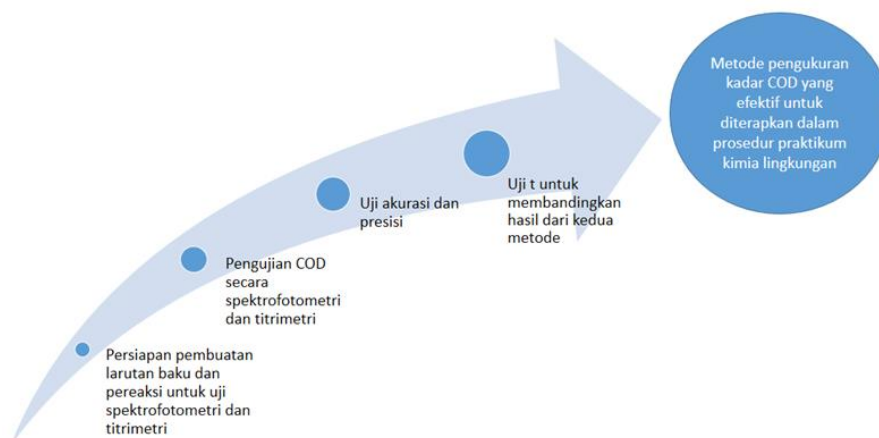 Metode pengukuran
kadar COD yang
efektif untuk
diterapkan dalam
prosedur praktikum
kimia lingkungan
Uji t untuk
membandingkan
hasil dari kedua
metode
Uji akurasi dan
presisi
Pengujian COD
secara
spektrofotometri
dan titrimetri
Persiapan pembuatan
larutan baku dan
pereaksi untuk uji
spektrofotometri dan
titrimetri